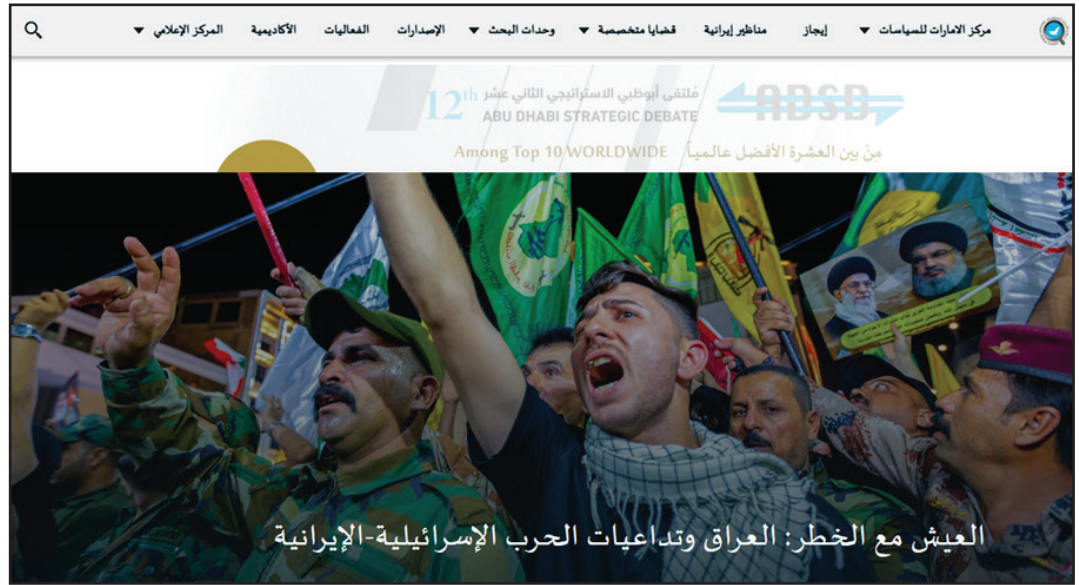 مركز الامارات للسياسات
إيجاز
مناظير إيرانية
قضايا متخصصة
وحدات البحث
الإصدارات
الفعاليات
الأكاديمية
المركز الإعلامي
مُلتقى أبوظبي الاستراتيجي الثاني عشر 12th
ABU DHABI STRATEGIC DEBATE
ADSD
مِنْ بين العشرة الأفضل عالمياً Among Top 10 WORLDWIDE
العيش مع الخطر: العراق وتداعيات الحرب الإسرائيلية-الإيرانية